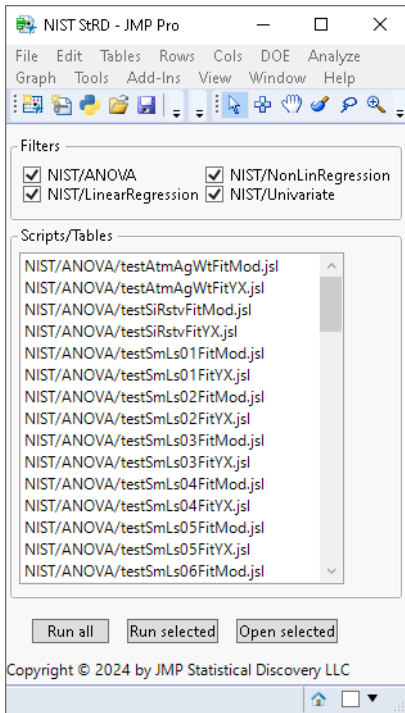 NIST StRD - JMP Pro
File Edit Tables Rows Cols DOE Analyze
Graph Tools Add-Ins View Window Help
Filters
NIST/ANOVA NIST/NonLinRegression
NIST/LinearRegression NIST/Univariate
Scripts/Tables
NIST/ANOVA/testAtmAgWtFitMod.jsl
NIST/ANOVA/testAtmAgWtFitYX.jsl
NIST/ANOVA/testSiRstvFitMod.jsl
NIST/ANOVA/testSiRstvFitYX.jsl
NIST/ANOVA/testSmLs01FitMod.jsl
NIST/ANOVA/testSmLs01FitYX.jsl
NIST/ANOVA/testSmLs02FitMod.jsl
NIST/ANOVA/testSmLs02FitYX.jsl
NIST/ANOVA/testSmLs03FitMod.jsl
NIST/ANOVA/testSmLs03FitYX.jsl
NIST/ANOVA/testSmLs04FitMod.jsl
NIST/ANOVA/testSmLs04FitYX.jsl
NIST/ANOVA/testSmLs05FitMod.jsl
NIST/ANOVA/testSmLs05FitYX.jsl
NIST/ANOVA/testSmLs06FitMod.jsl
Run all Run selected Open selected
Copyright © 2024 by JMP Statistical Discovery LLC